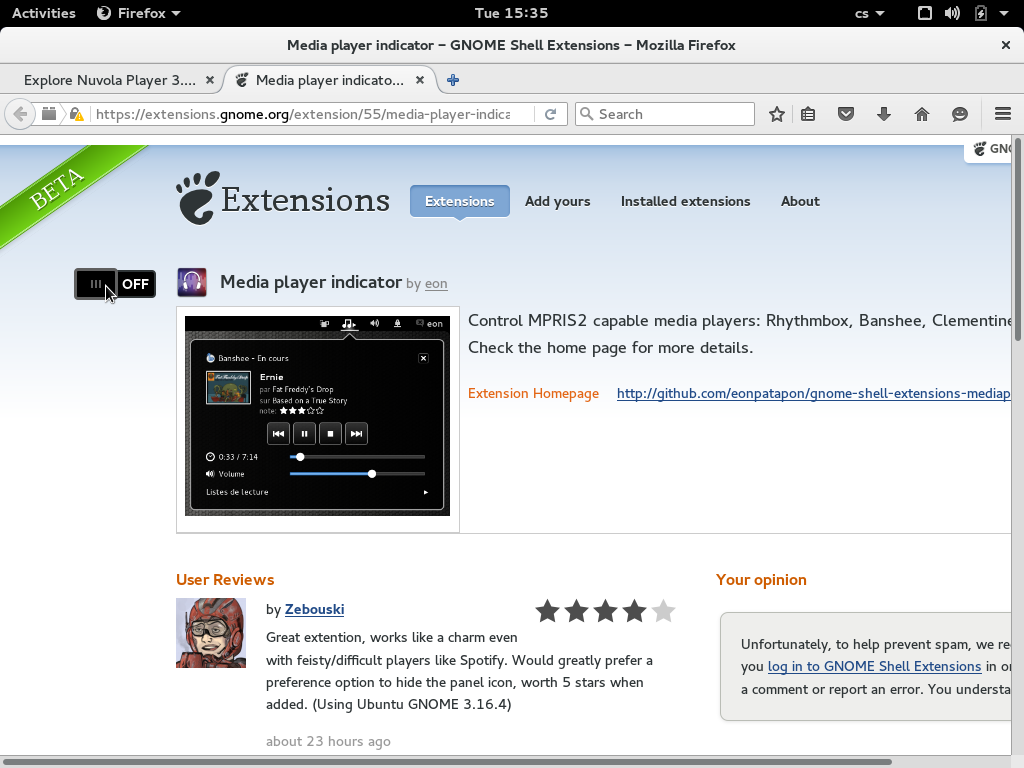 Activities Firefox Tue 15:35 cs
Media player indicator – GNOME Shell Extensions – Mozilla Firefox
Explore Nuvola Player 3.... Media player indicato...
https://extensions.gnome.org/extension/55/media-player-indica Search
GNO
BETA
Extensions Extensions Add yours Installed extensions About
OFF Media player indicator by eon
eon
Banshee - En cours
Ernie
par Fat Freddy's Drop
sur Based on a True Story
note:
0:33 / 7:14
Volume
Listes de lecture
Control MPRIS2 capable media players: Rhythmbox, Banshee, Clementine
Check the home page for more details.
Extension Homepage http://github.com/eonpatapon/gnome-shell-extensions-mediap
User Reviews
by Zebouski
Great extention, works like a charm even
with feisty/difficult players like Spotify. Would greatly prefer a
preference option to hide the panel icon, worth 5 stars when
added. (Using Ubuntu GNOME 3.16.4)
about 23 hours ago
Your opinion
Unfortunately, to help prevent spam, we re
you log in to GNOME Shell Extensions in or
a comment or report an error. You understa